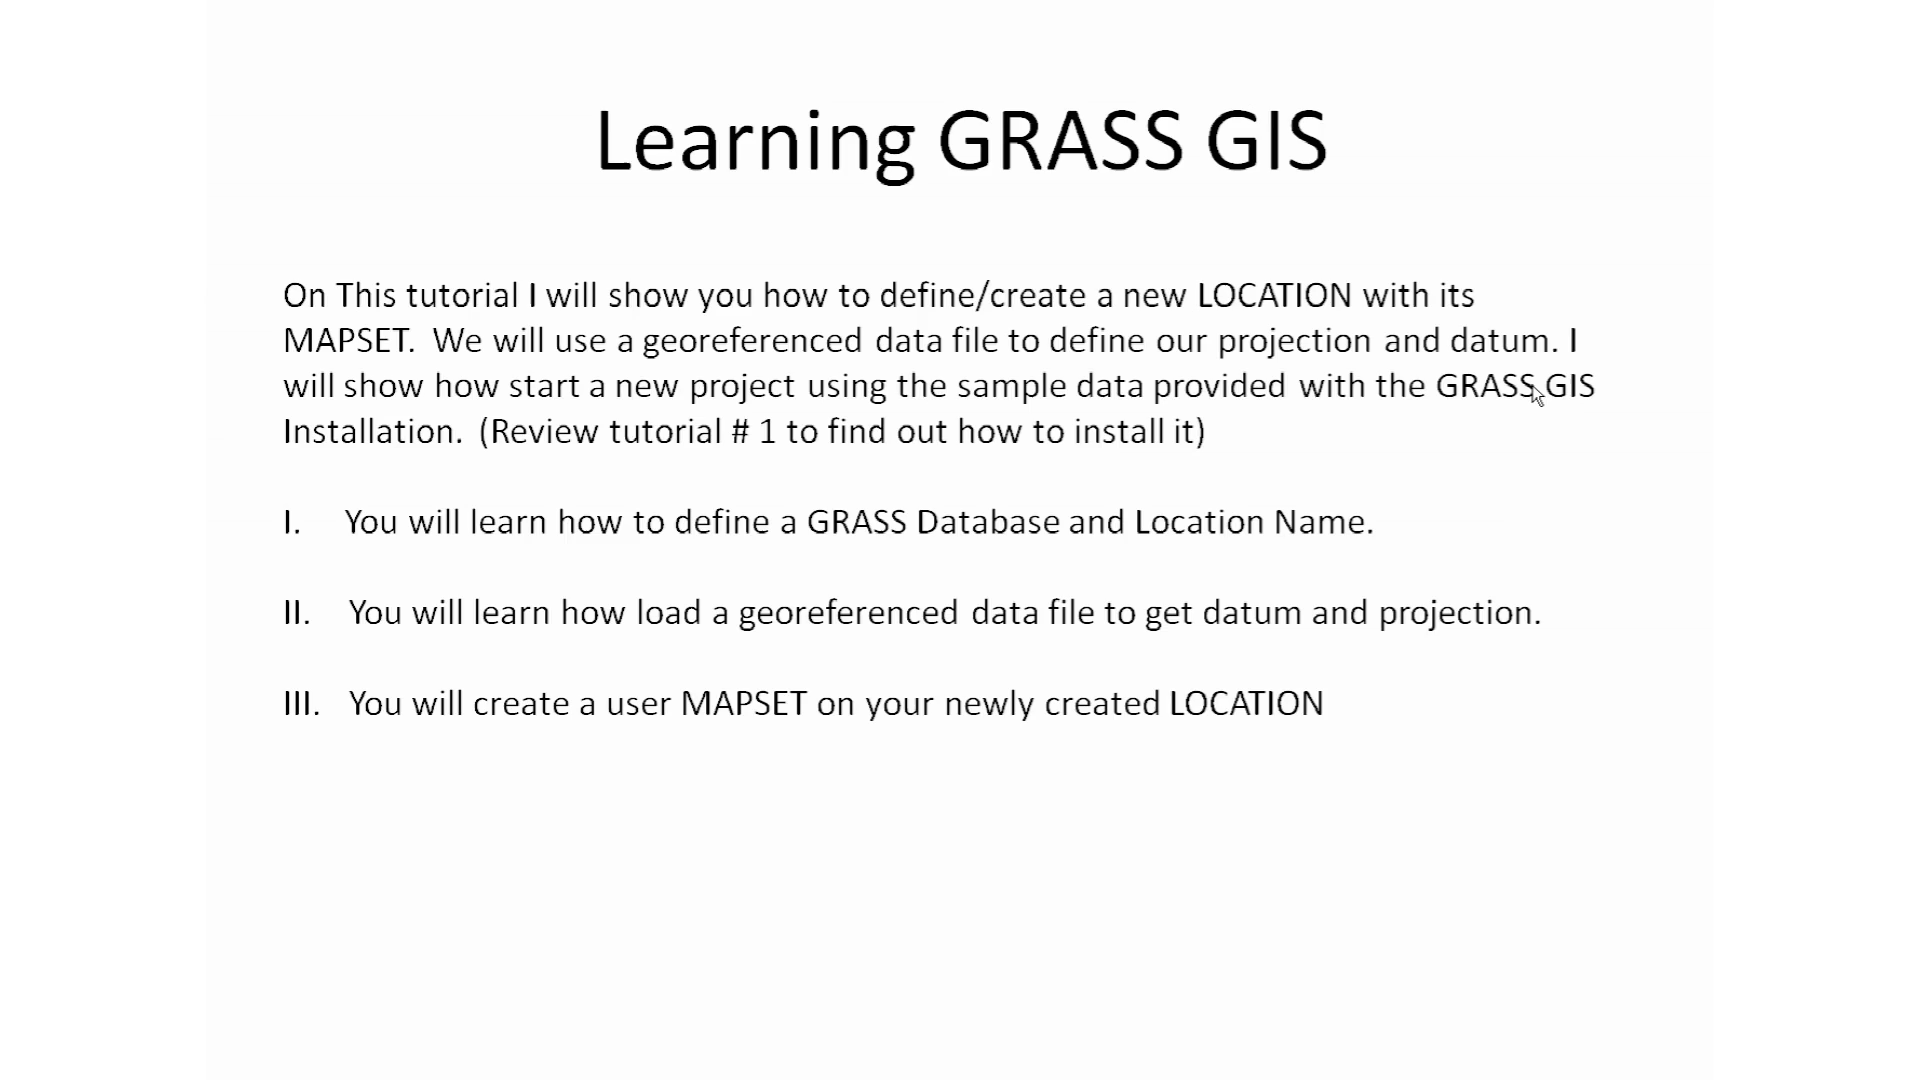 Learning GRASS GIS
On This tutorial I will show you how to define/create a new LOCATION with its
MAPSET.  We will use a georeferenced data file to define our projection and datum. I
will show how start a new project using the sample data provided with the GRASS GIS
Installation.  (Review tutorial # 1 to find out how to install it)
I.    You will learn how to define a GRASS Database and Location Name.
II.    You will learn how load a georeferenced data file to get datum and projection.
III.   You will create a user MAPSET on your newly created LOCATION